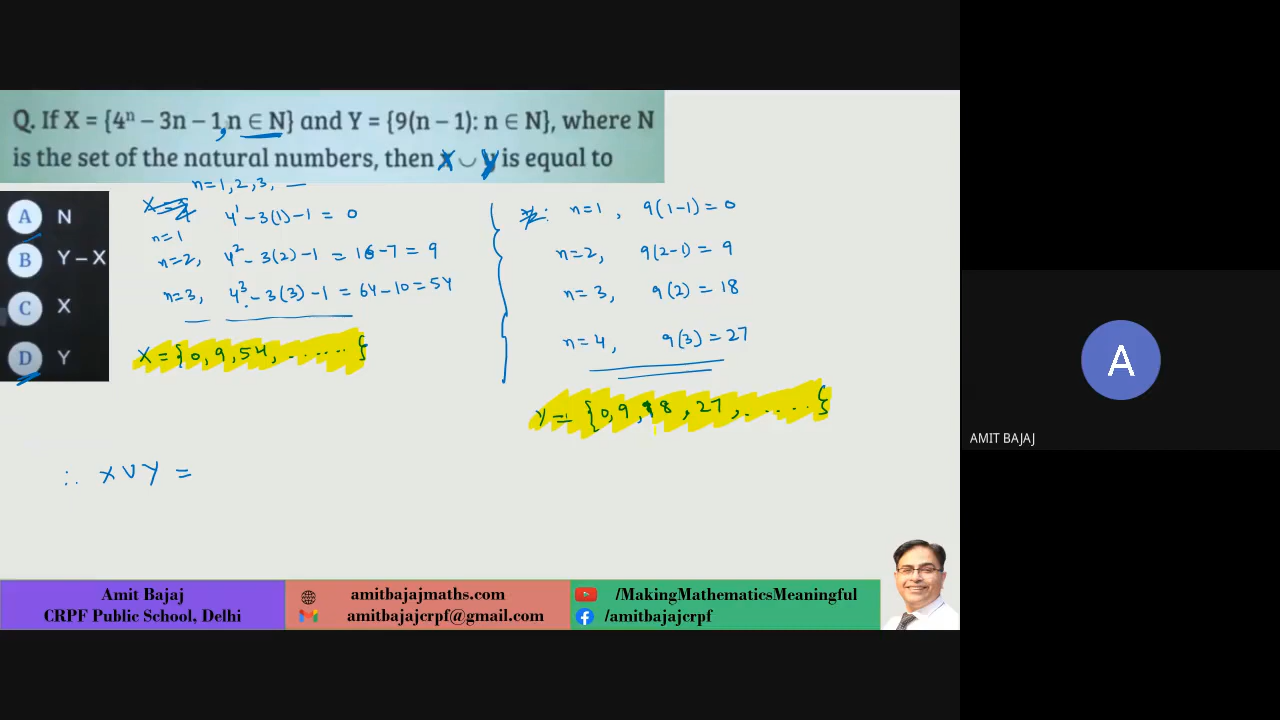 Q. If X = {4ⁿ – 3n – 1, n ∈ N} and Y = {9(n – 1): n ∈ N}, where N
is the set of the natural numbers, then X ∪ Y is equal to
A N
B Y – X
C X
D Y
n=1,2,3, —
4¹ -3(1)-1 = 0
n=1
n=2, 4² -3(2)-1 = 16-7 = 9
n=3, 4³ -3(3)-1 = 64-10 = 54
X = {0, 9, 54, ....... }
n=1, 9(1-1) = 0
n=2, 9(2-1) = 9
n=3, 9(2) = 18
n=4, 9(3) = 27
Y = {0, 9, 18, 27, ...... }
∴ X ∪ Y =
A
AMIT BAJAJ
Amit Bajaj
CRPF Public School, Delhi
amitbajajmaths.com
amitbajajcrpf@gmail.com
/MakingMathematicsMeaningful
/amitbajajcrpf